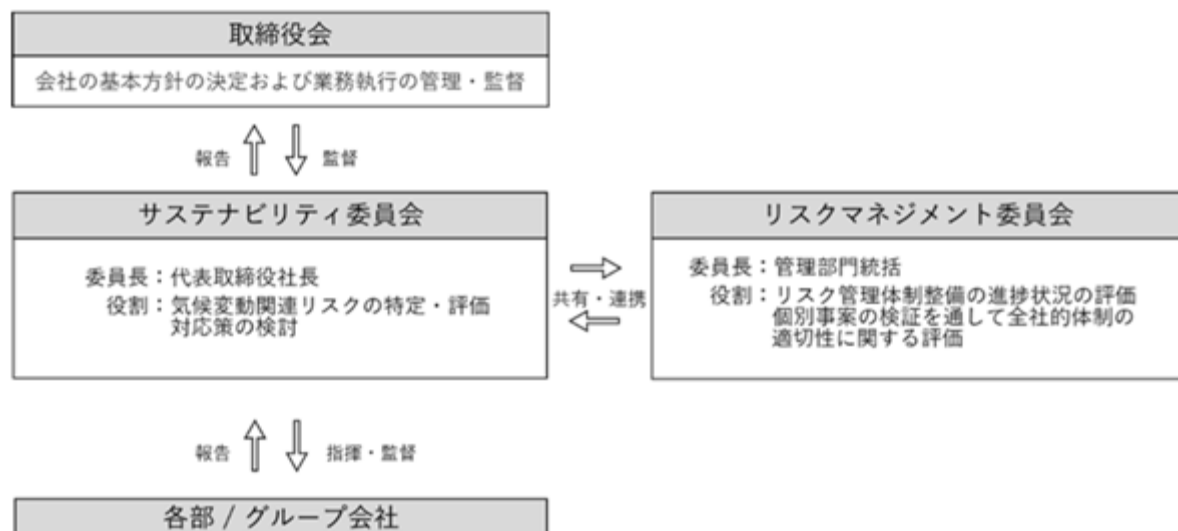 取締役会
会社の基本方針の決定および業務執行の管理・監督
報告
監督
サステナビリティ委員会
委員長：代表取締役社長
役割：気候変動関連リスクの特定・評価
対応策の検討
共有・連携
リスクマネジメント委員会
委員長：管理部門統括
役割：リスク管理体制整備の進捗状況の評価
個別事案の検証を通して全社的体制の
適切性に関する評価
報告
指揮・監督
各部 / グループ会社